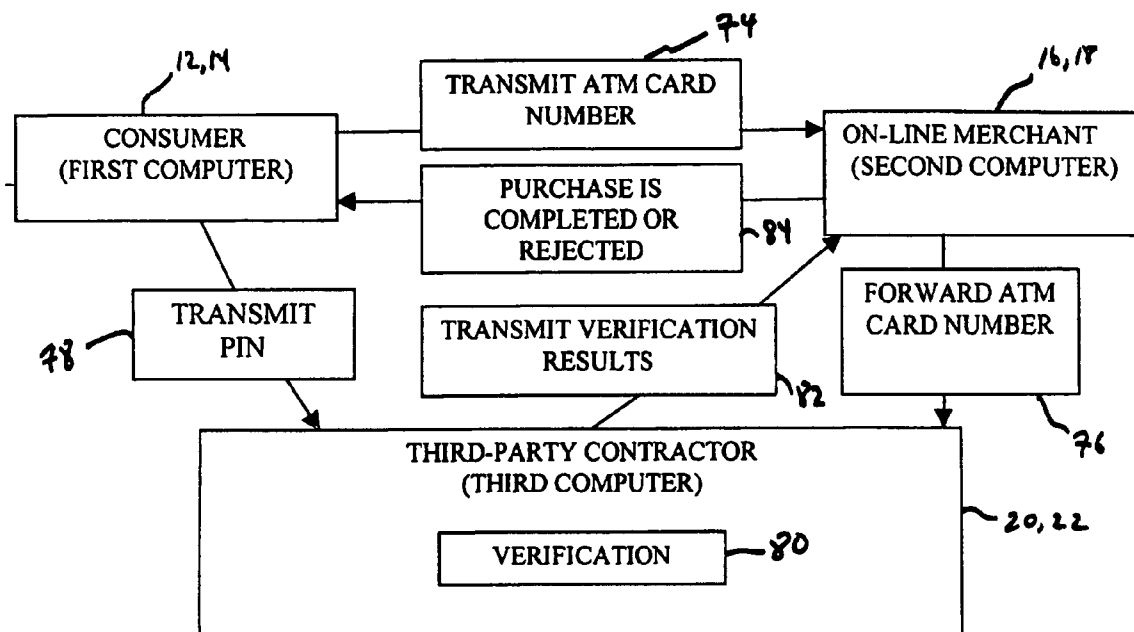 74
12,14
16,18
TRANSMIT ATM CARD
NUMBER
CONSUMER
(FIRST COMPUTER)
ON-LINE MERCHANT
(SECOND COMPUTER)
PURCHASE IS
COMPLETED OR
REJECTED
84
FORWARD ATM
CARD NUMBER
TRANSMIT
PIN
78
TRANSMIT VERIFICATION
RESULTS
82
76
THIRD-PARTY CONTRACTOR
(THIRD COMPUTER)
20,22
VERIFICATION
80